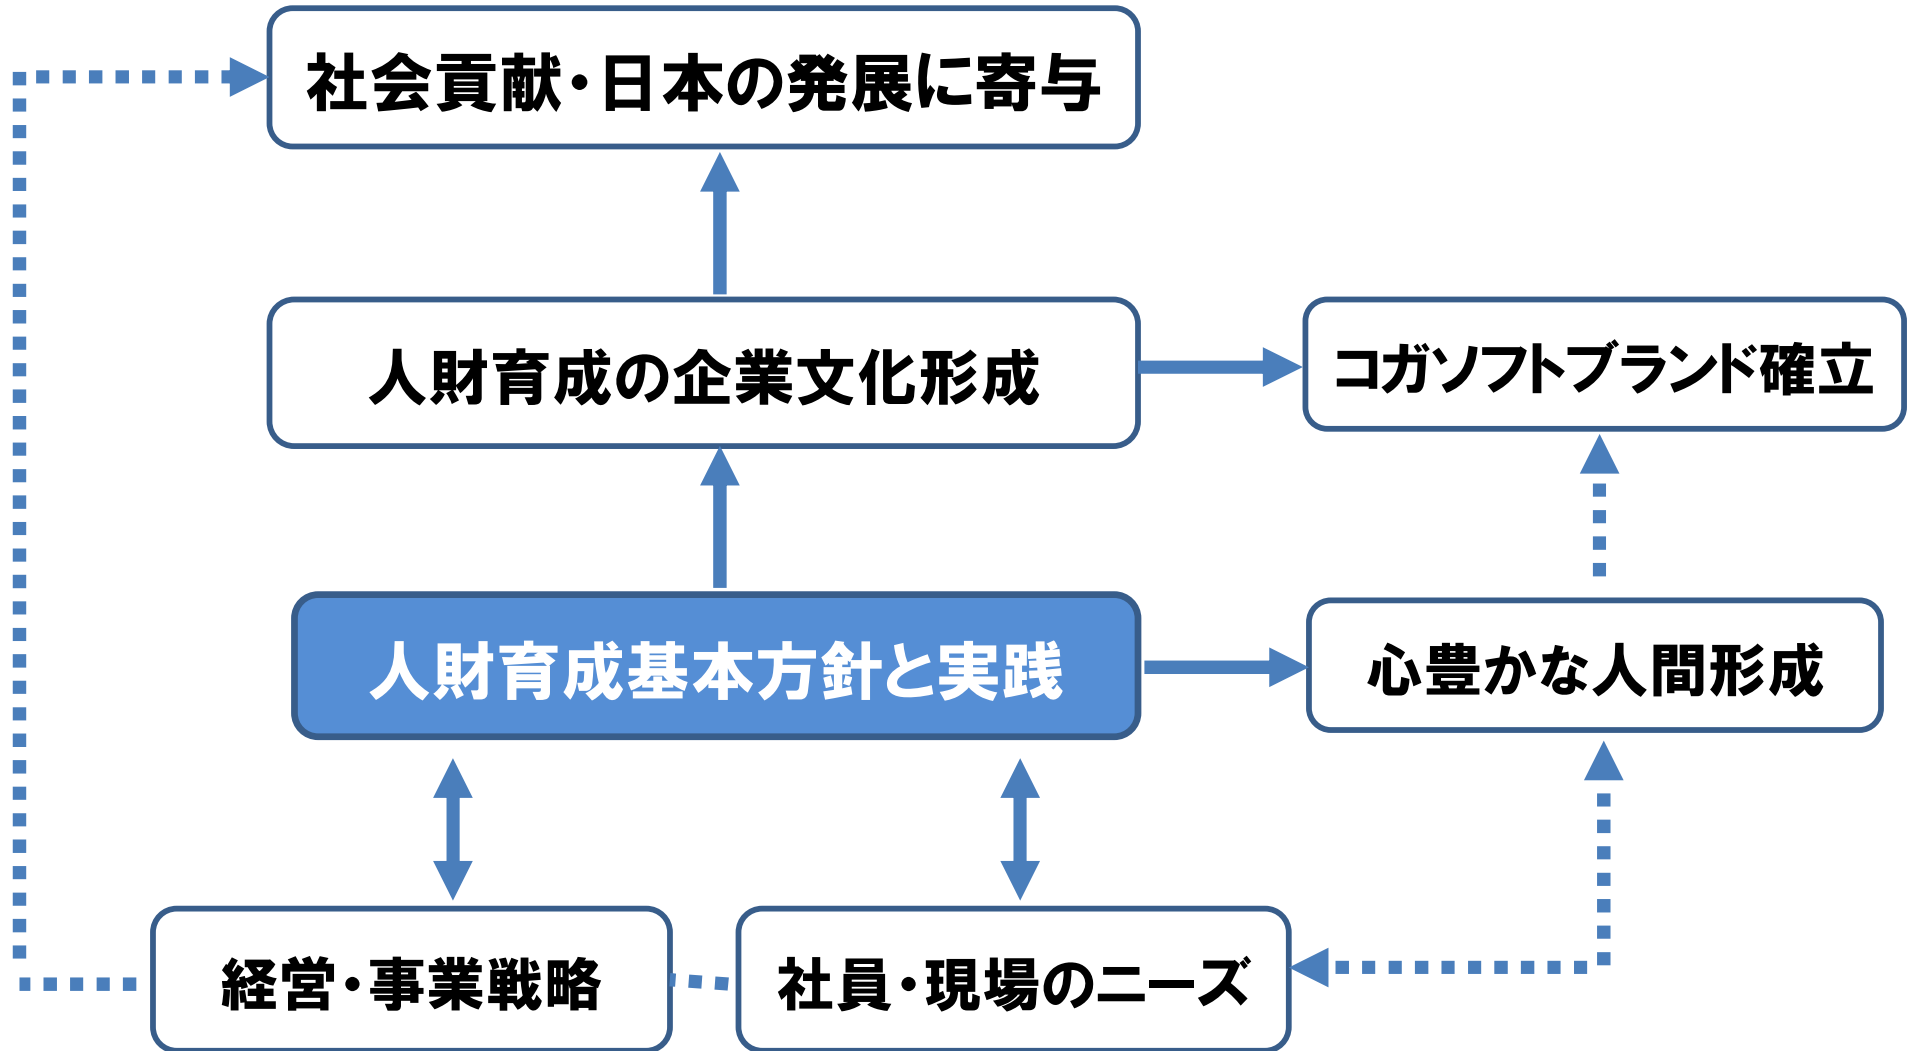 社会貢献・日本の発展に寄与
人財育成の企業文化形成
コガソフトブランド確立
人財育成基本方針と実践
心豊かな人間形成
経営・事業戦略
社員・現場のニーズ